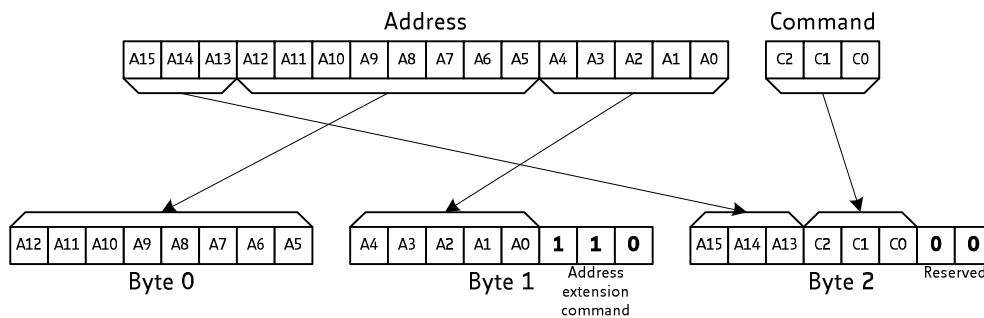 Address Command
A15 A14 A13 A12 A11 A10 A9 A8 A7 A6 A5 A4 A3 A2 A1 A0 C2 C1 C0
A12 A11 A10 A9 A8 A7 A6 A5 A4 A3 A2 A1 A0 1 1 0 A15 A14 A13 C2 C1 C0 0 0
Byte 0 Byte 1 Address Byte 2 Reserved
extension
command